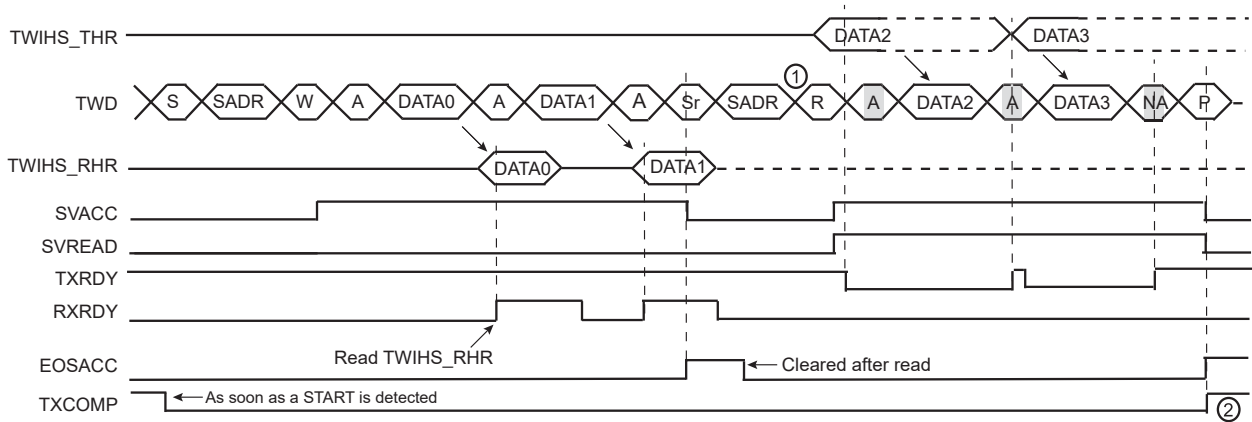 TWIHS_THR DATA2 DATA3
1
TWD S SADR W A DATA0 A DATA1 A Sr SADR R A DATA2 A DATA3 NA P
TWIHS_RHR DATA0 DATA1
SVACC
SVREAD
TXRDY
RXRDY
Read TWIHS_RHR
EOSACC Cleared after read
TXCOMP As soon as a START is detected 2